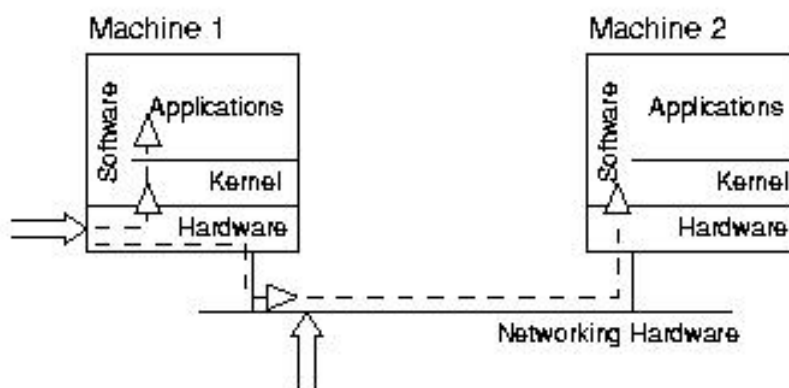 Machine 1
Software
Applications
Kernel
Hardware
Machine 2
Software
Applications
Kernel
Hardware
Networking Hardware